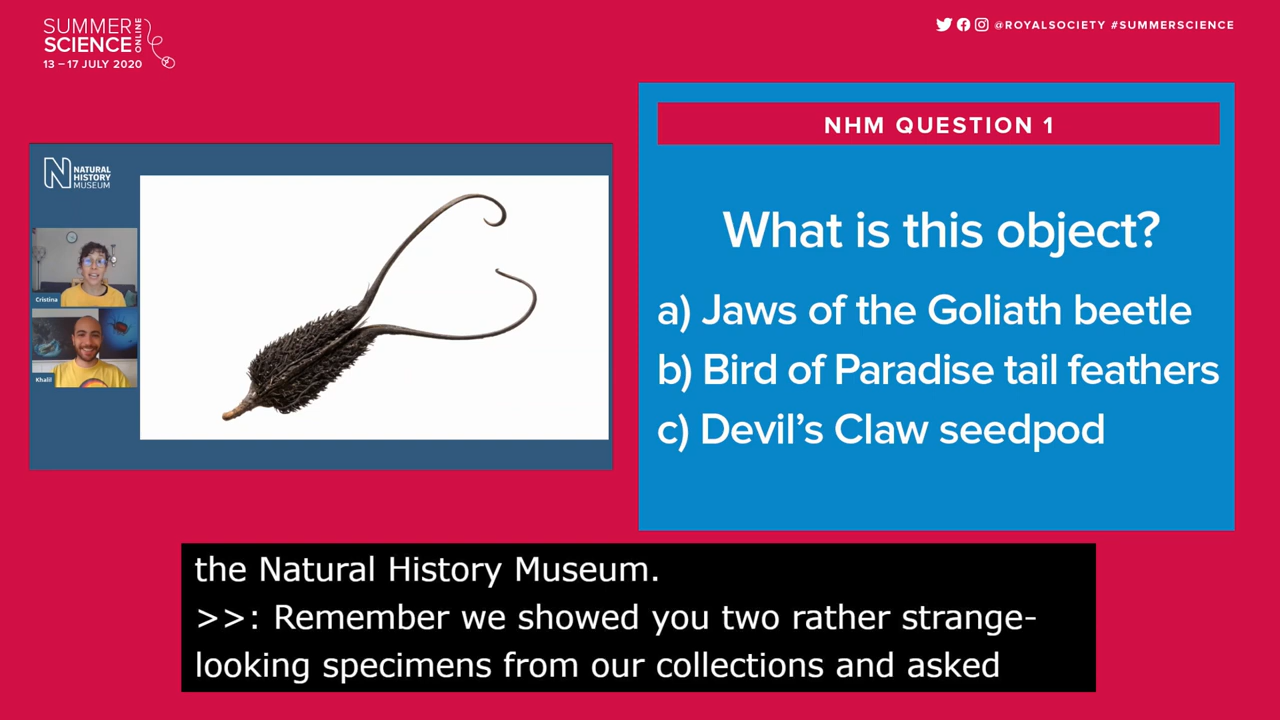 SUMMER
SCIENCE
ONLINE
13 – 17 JULY 2020
@ROYALSOCIETY #SUMMERSCIENCE
N NATURAL
HISTORY
MUSEUM
Cristina
Khalil
NHM QUESTION 1
What is this object?
a) Jaws of the Goliath beetle
b) Bird of Paradise tail feathers
c) Devil’s Claw seedpod
the Natural History Museum.
>>: Remember we showed you two rather strange-
looking specimens from our collections and asked